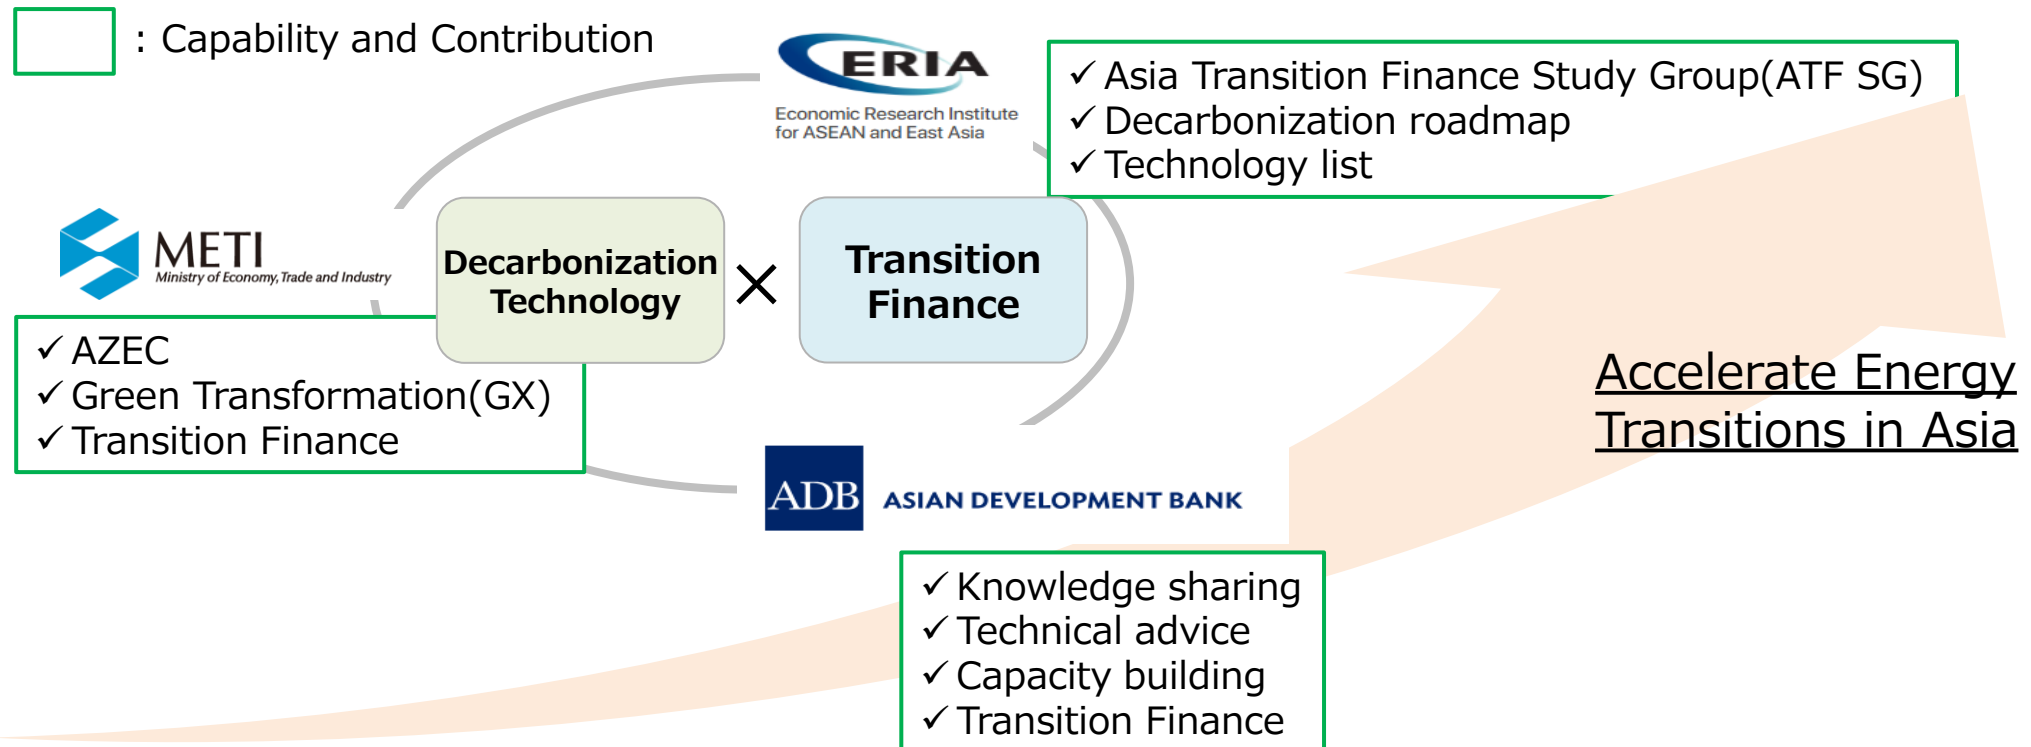 : Capability and Contribution
ERIA
Economic Research Institute
for ASEAN and East Asia
✓ Asia Transition Finance Study Group(ATF SG)
✓ Decarbonization roadmap
✓ Technology list
METI
Ministry of Economy, Trade and Industry
Decarbonization
Technology
×
Transition
Finance
✓ AZEC
✓ Green Transformation(GX)
✓ Transition Finance
Accelerate Energy
Transitions in Asia
ADB ASIAN DEVELOPMENT BANK
✓ Knowledge sharing
✓ Technical advice
✓ Capacity building
✓ Transition Finance